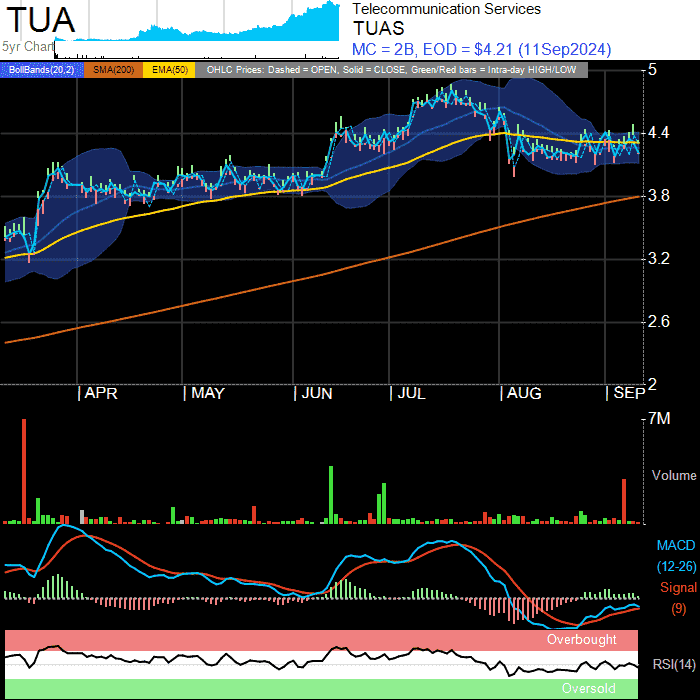 TUA
5yr Chart
Telecommunication Services
TUAS
MC = 2B, EOD = $4.21 (11Sep2024)
BollBands(20,2) SMA(200) EMA(50) OHLC Prices: Dashed = OPEN, Solid = CLOSE, Green/Red bars = Intra-day HIGH/LOW
5
4.4
3.8
3.2
2.6
2
APR MAY JUN JUL AUG SEP
7M
Volume
MACD
(12-26)
Signal
(9)
Overbought
RSI(14)
Oversold